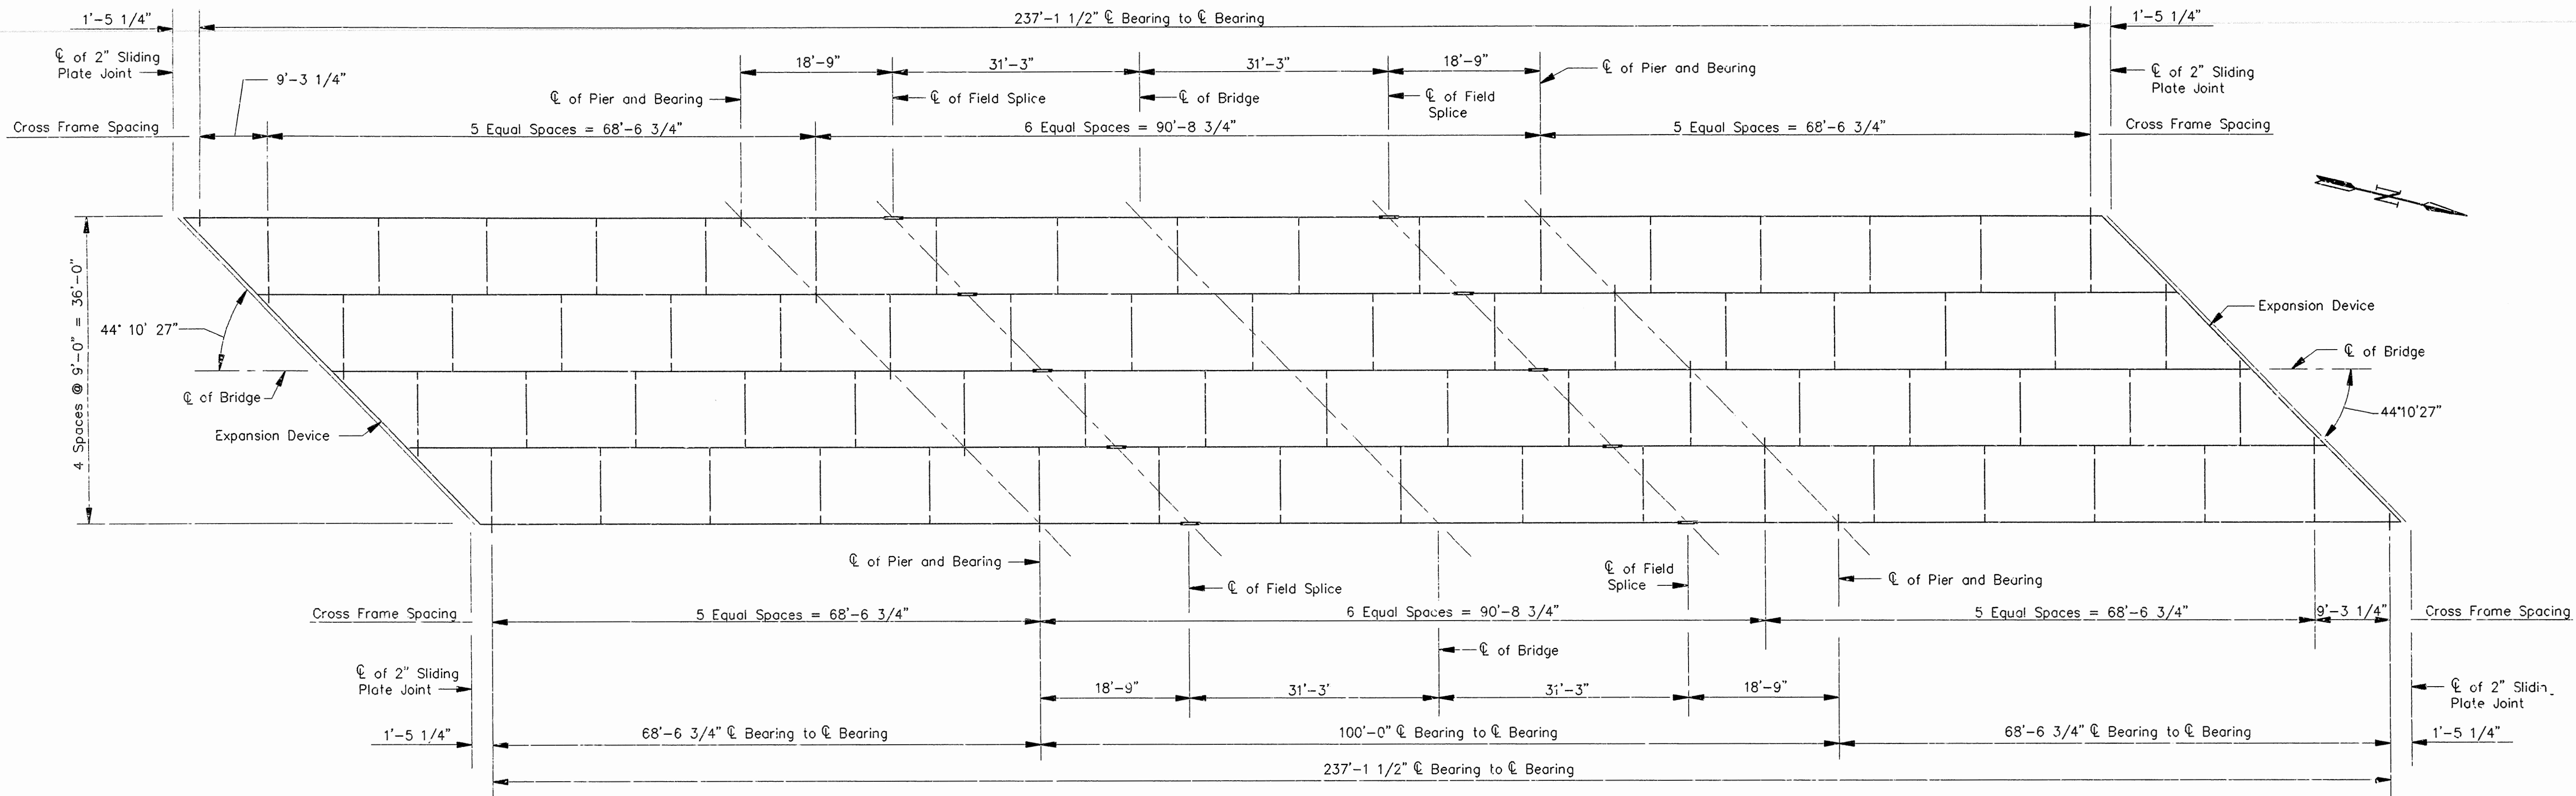 1'-5 1/4"
237'-1 1/2" ℄ Bearing to ℄ Bearing
1'-5 1/4"
℄ of 2" Sliding
Plate Joint
18'-9"
31'-3"
31'-3"
18'-9"
℄ of Pier and Bearing
℄ of 2" Sliding
Plate Joint
9'-3 1/4"
℄ of Pier and Bearing
℄ of Field Splice
℄ of Bridge
℄ of Field
Splice
Cross Frame Spacing
5 Equal Spaces = 68'-6 3/4"
6 Equal Spaces = 90'-8 3/4"
5 Equal Spaces = 68'-6 3/4"
Cross Frame Spacing
N
4 Spaces @ 9'-0" = 36'-0"
44° 10' 27"
℄ of Bridge
Expansion Device
Expansion Device
℄ of Bridge
44°10'27"
℄ of Pier and Bearing
℄ of Field Splice
℄ of Field
Splice
℄ of Pier and Bearing
Cross Frame Spacing
5 Equal Spaces = 68'-6 3/4"
6 Equal Spaces = 90'-8 3/4"
5 Equal Spaces = 68'-6 3/4"
9'-3 1/4"
Cross Frame Spacing
℄ of Bridge
℄ of 2" Sliding
Plate Joint
18'-9"
31'-3'
31'-3"
18'-9"
℄ of 2" Slidin
Plate Joint
1'-5 1/4"
68'-6 3/4" ℄ Bearing to ℄ Bearing
100'-0" ℄ Bearing to ℄ Bearing
68'-6 3/4" ℄ Bearing to ℄ Bearing
1'-5 1/4"
237'-1 1/2" ℄ Bearing to ℄ Bearing